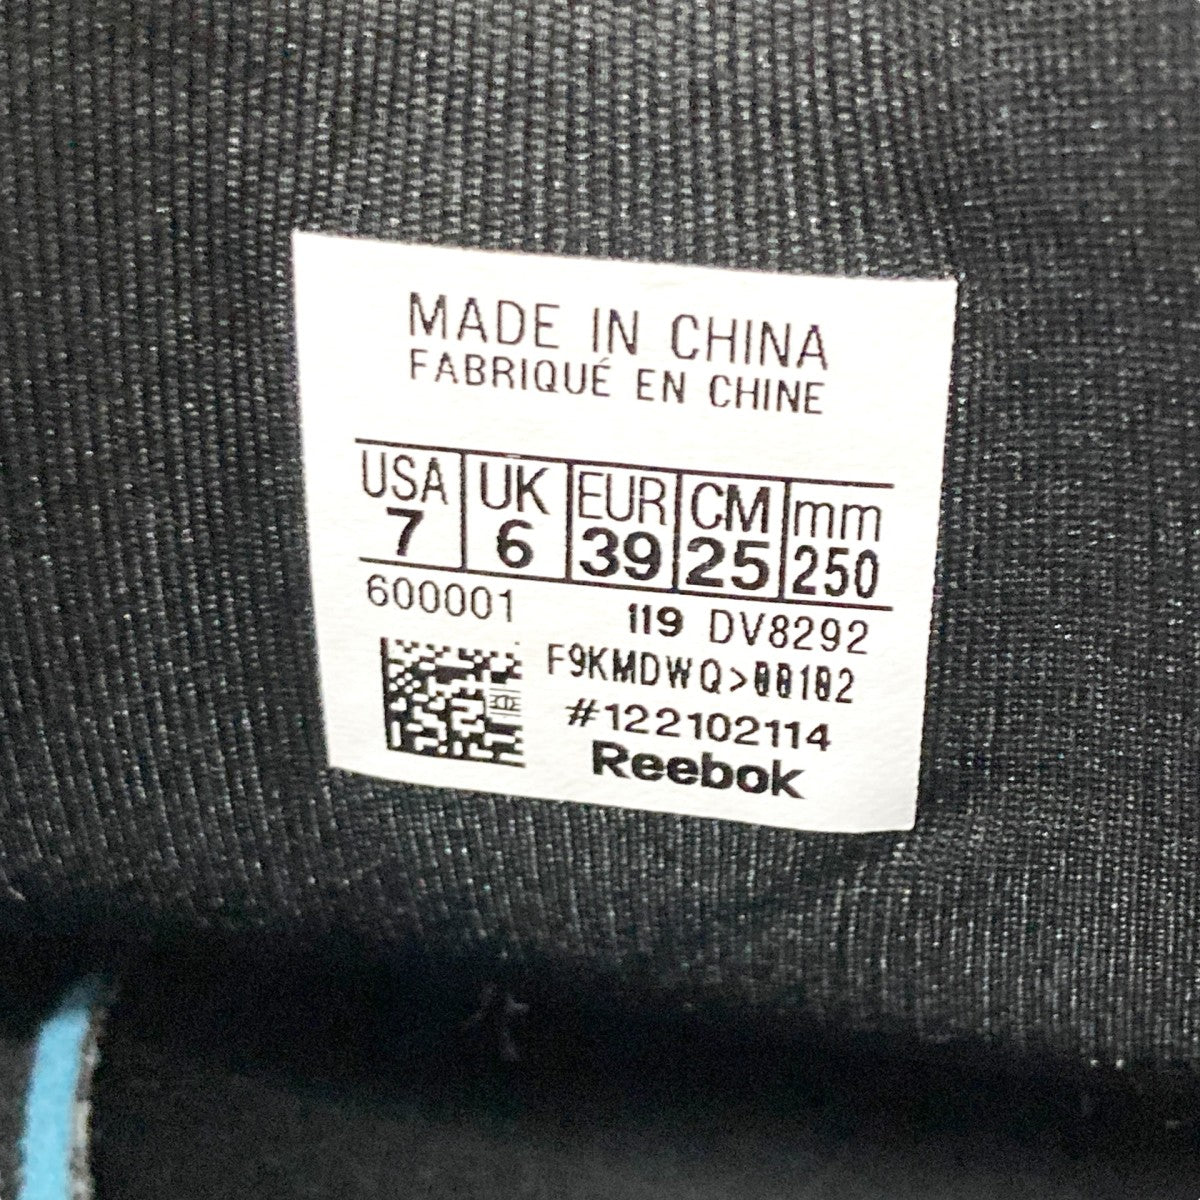 MADE IN CHINA
FABRIQUÉ EN CHINE
USA UK EUR CM mm
7 6 39 25 250
600001 119 DV8292
F9KMDWQ>00102
#122102114
Reebok